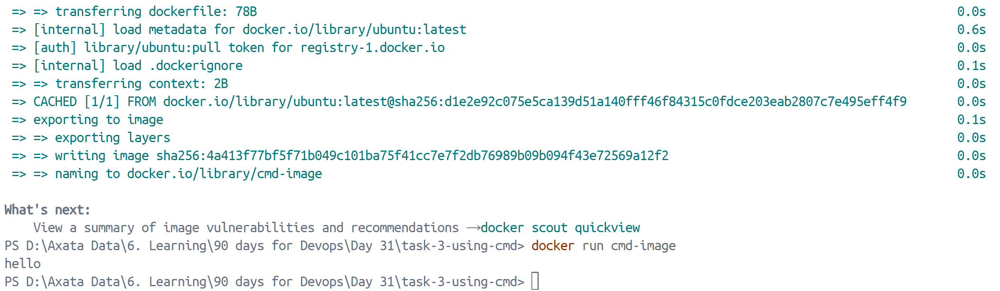 => => transferring dockerfile: 78B 0.0s
=> [internal] load metadata for docker.io/library/ubuntu:latest 0.6s
=> [auth] library/ubuntu:pull token for registry-1.docker.io 0.0s
=> [internal] load .dockerignore 0.1s
=> => transferring context: 2B 0.0s
=> CACHED [1/1] FROM docker.io/library/ubuntu:latest@sha256:d1e2e92c075e5ca139d51a140fff46f84315c0fdce203eab2807c7e495eff4f9 0.0s
=> exporting to image 0.1s
=> => exporting layers 0.0s
=> => writing image sha256:4a413f77bf5f71b049c101ba75f41cc7e7f2db76989b09b094f43e72569a12f2 0.0s
=> => naming to docker.io/library/cmd-image 0.0s
What's next:
View a summary of image vulnerabilities and recommendations → docker scout quickview
PS D:\Axata Data\6. Learning\90 days for Devops\Day 31\task-3-using-cmd> docker run cmd-image
hello
PS D:\Axata Data\6. Learning\90 days for Devops\Day 31\task-3-using-cmd>